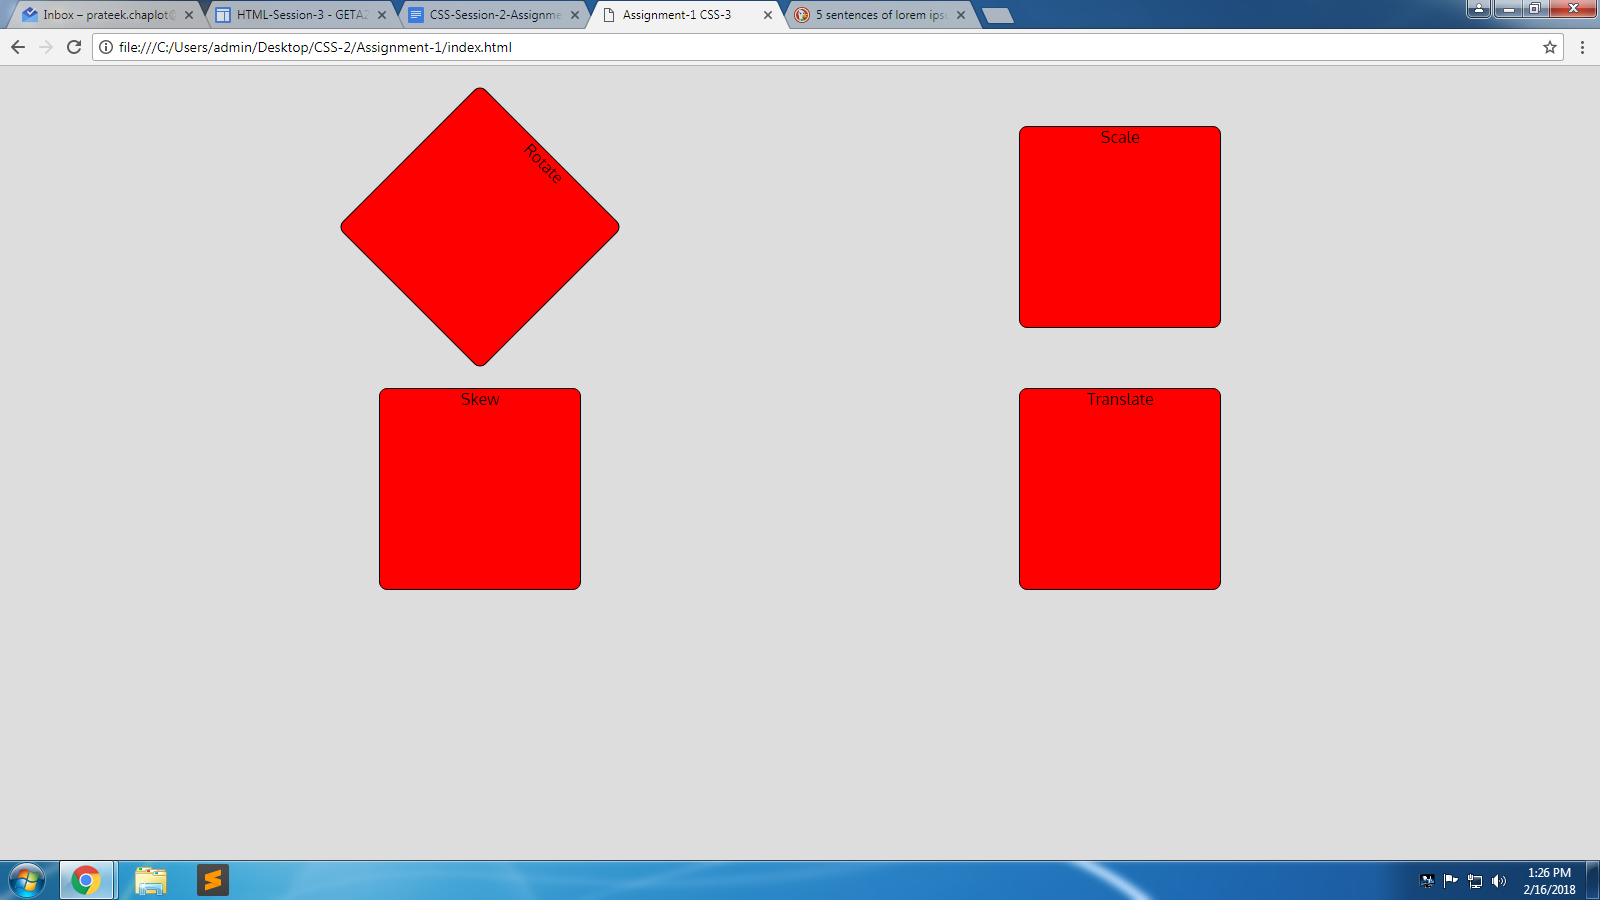 Inbox – prateek.chaplot@
HTML-Session-3 - GETA2
CSS-Session-2-Assignme
Assignment-1 CSS-3
5 sentences of lorem ips
file:///C:/Users/admin/Desktop/CSS-2/Assignment-1/index.html
Rotate
Scale
Skew
Translate
1:26 PM
2/16/2018